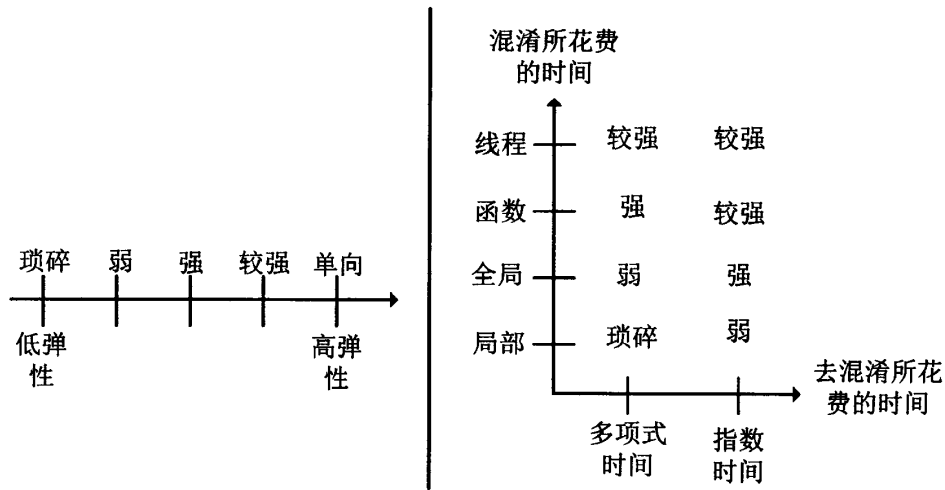 琐碎 弱 强 较强 单向
低弹
性
高弹
性
混淆所花费
的时间
线程 较强 较强
函数 强 较强
全局 弱 强
局部 琐碎 弱
去混淆所花
费的时间
多项式
时间
指数
时间